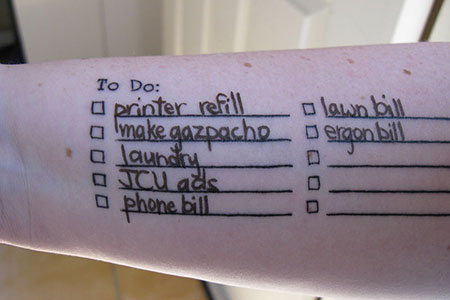 To Do:
printer refill
make gazpacho
laundry
JCU ads
phone bill
lawn bill
ergon bill